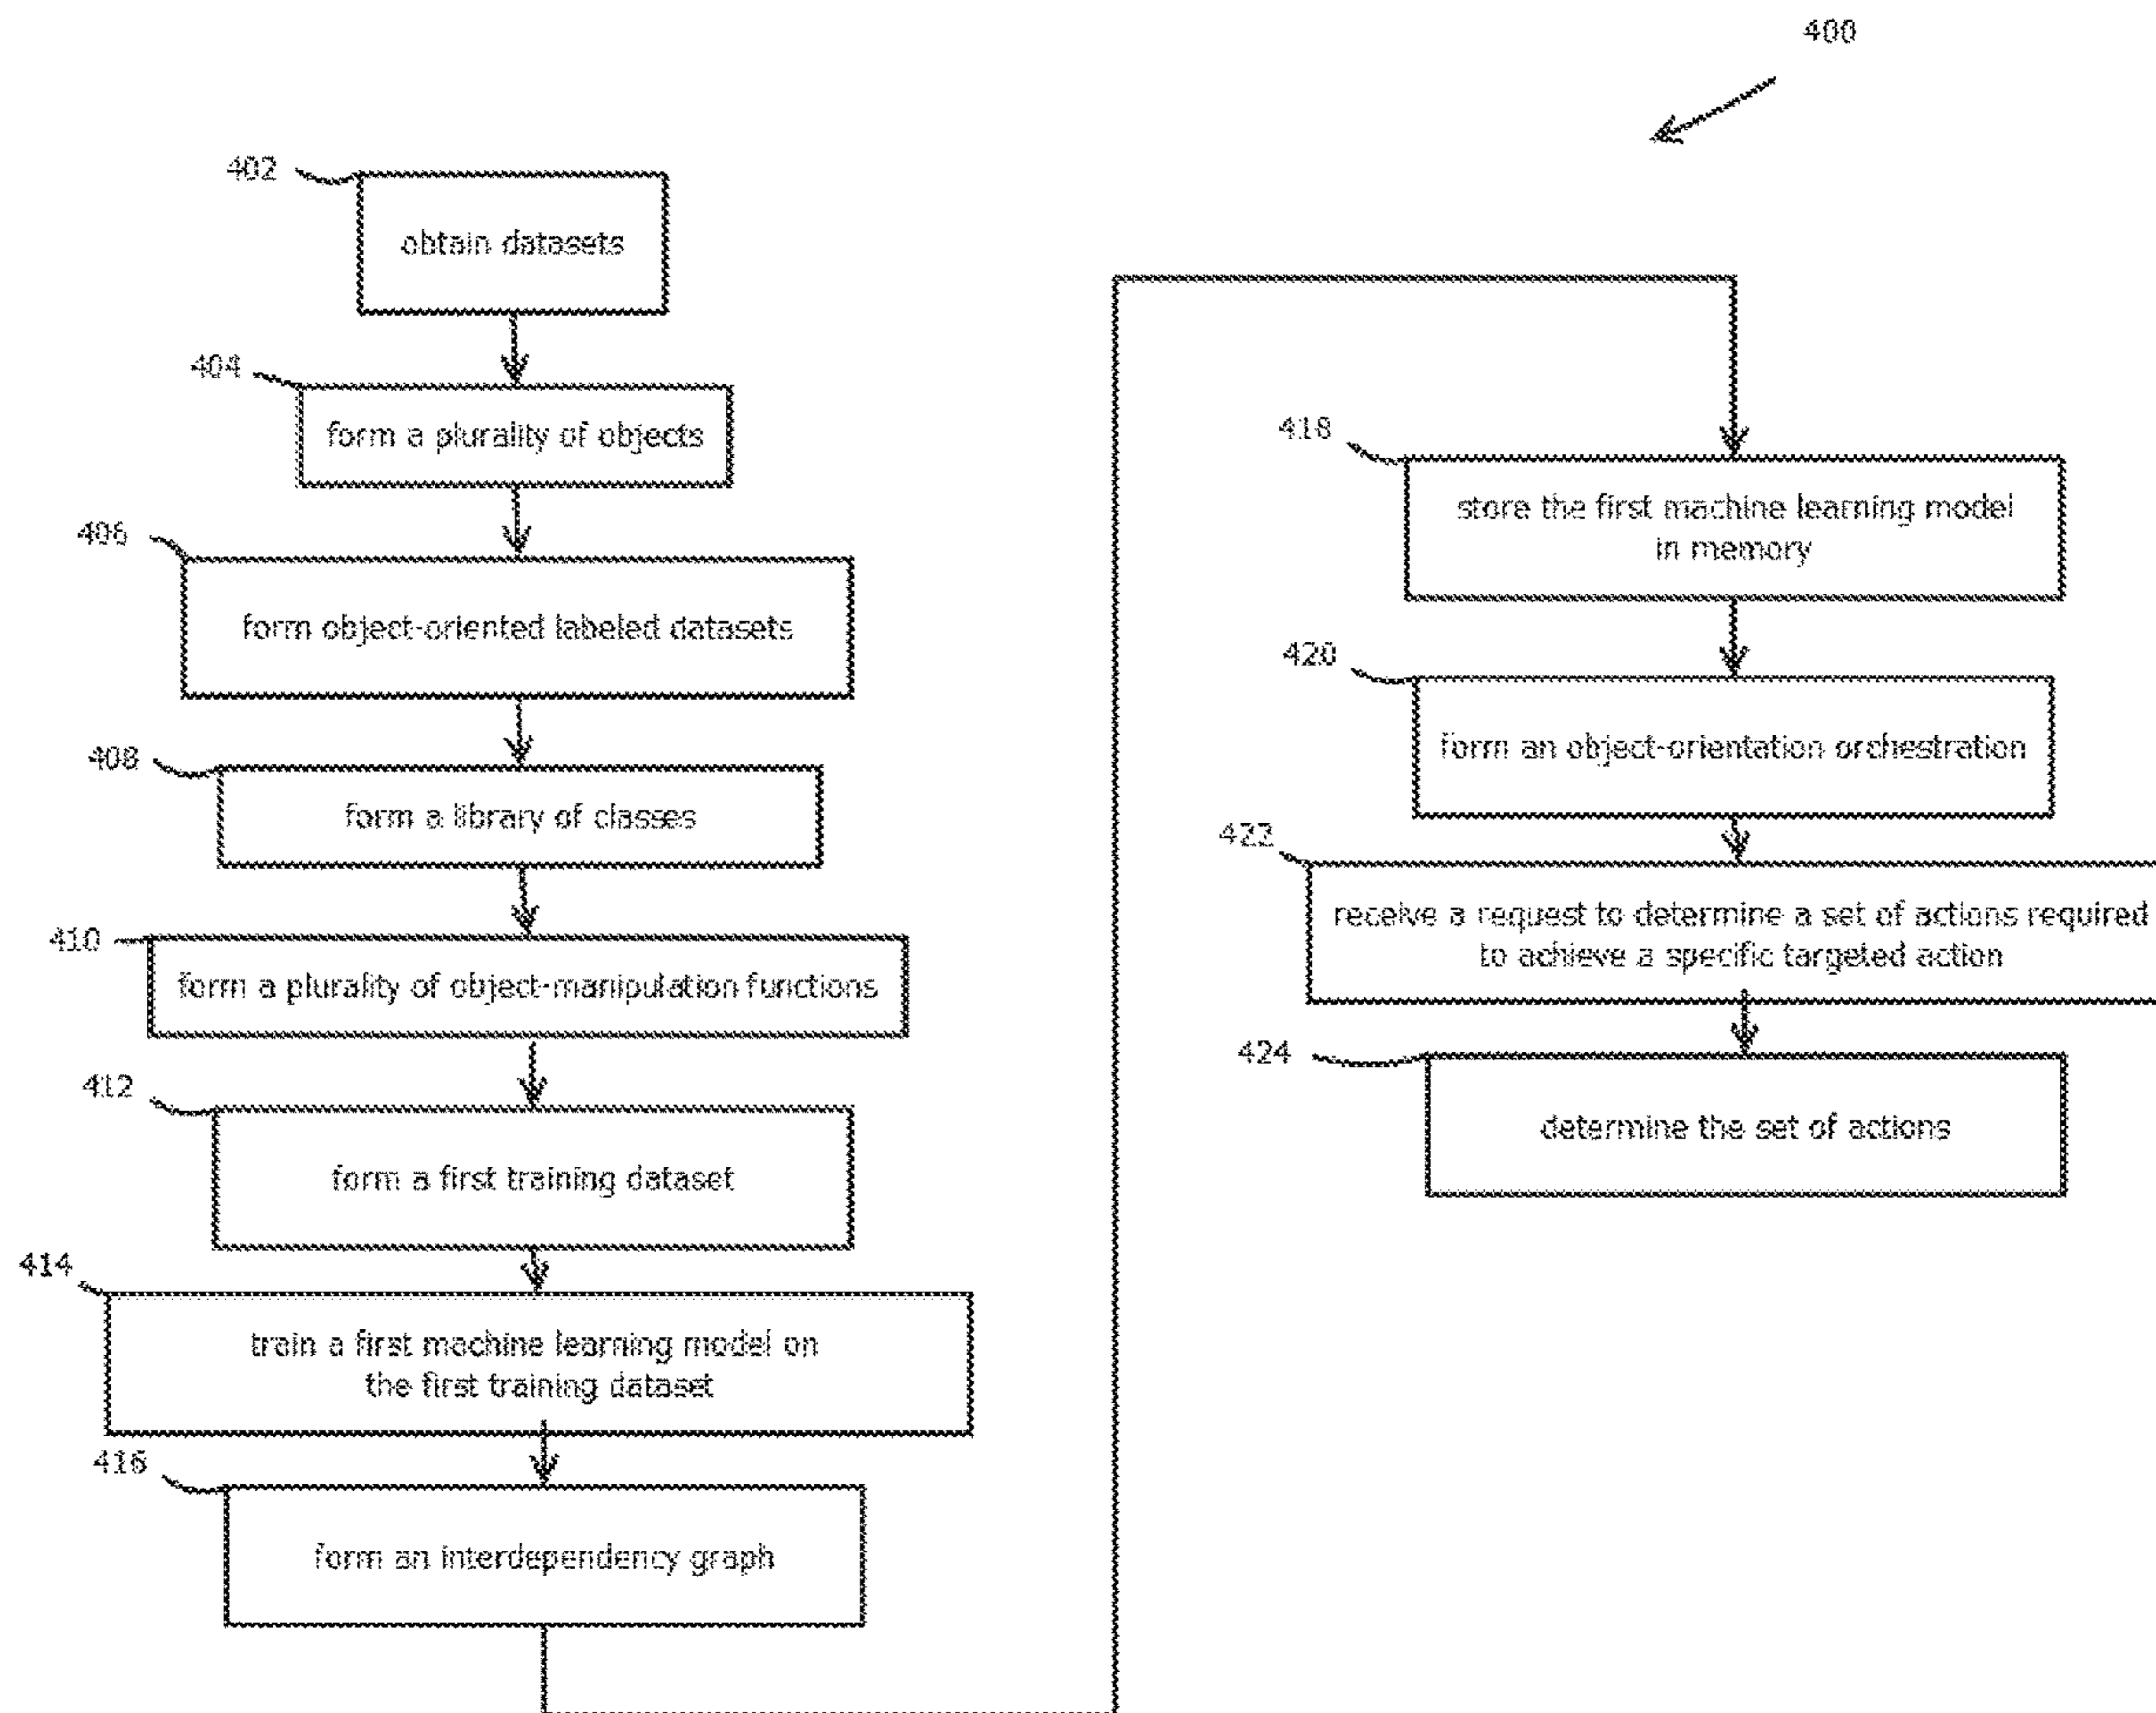 400
402
obtain datasets
404
form a plurality of objects
406
form object-oriented labeled datasets
408
form a library of classes
410
form a plurality of object-manipulation functions
412
form a first training dataset
414
train a first machine learning model on
the first training dataset
416
form an interdependency graph
418
store the first machine learning model
in memory
420
form an object-orientation orchestration
422
receive a request to determine a set of actions required
to achieve a specific targeted action
424
determine the set of actions